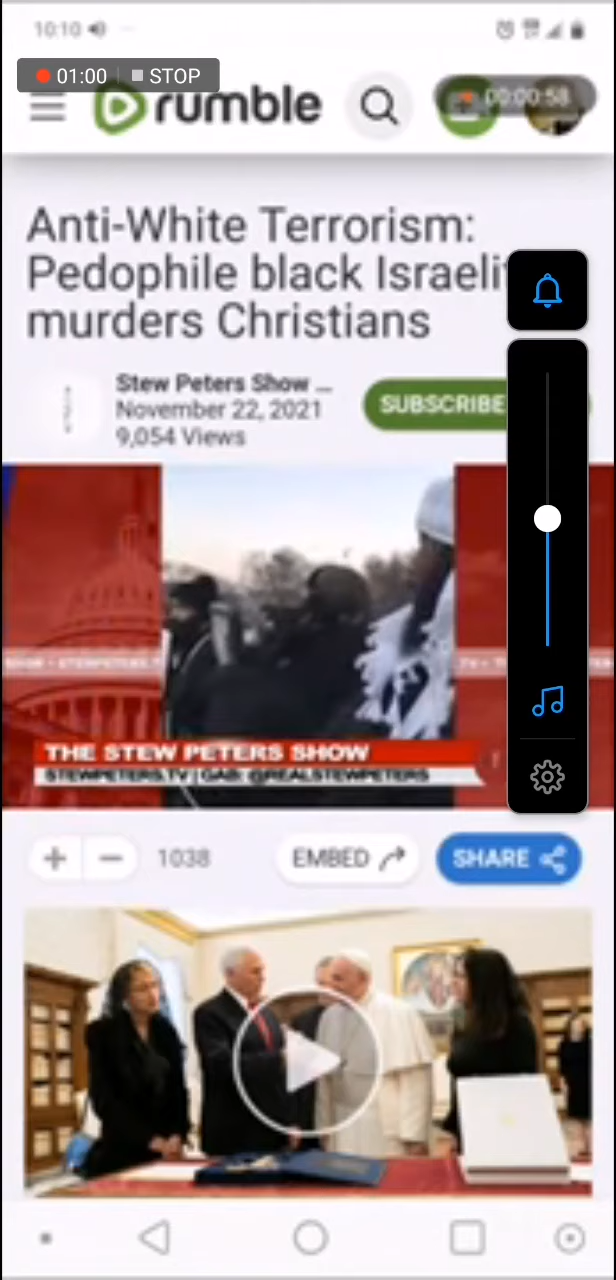 10:10
01:00 STOP
rumble
00:00:58
Anti-White Terrorism:
Pedophile black Israelit
murders Christians
Stew Peters Show ...
November 22, 2021
SUBSCRIBE
9,054 Views
THE STEW PETERS SHOW
STEWPETERS.TV | GAB: @REALSTEWPETERS
1038
EMBED
SHARE